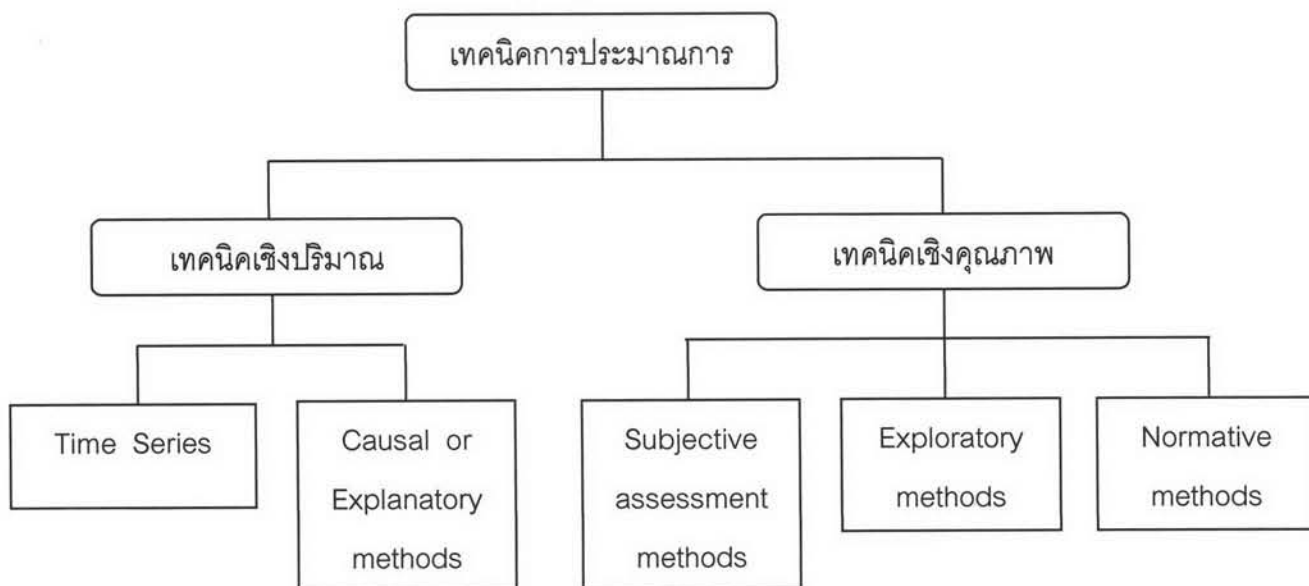 เทคนิคการประมาณการ
เทคนิคเชิงปริมาณ
เทคนิคเชิงคุณภาพ
Time Series
Causal or
Explanatory
methods
Subjective
assessment
methods
Exploratory
methods
Normative
methods